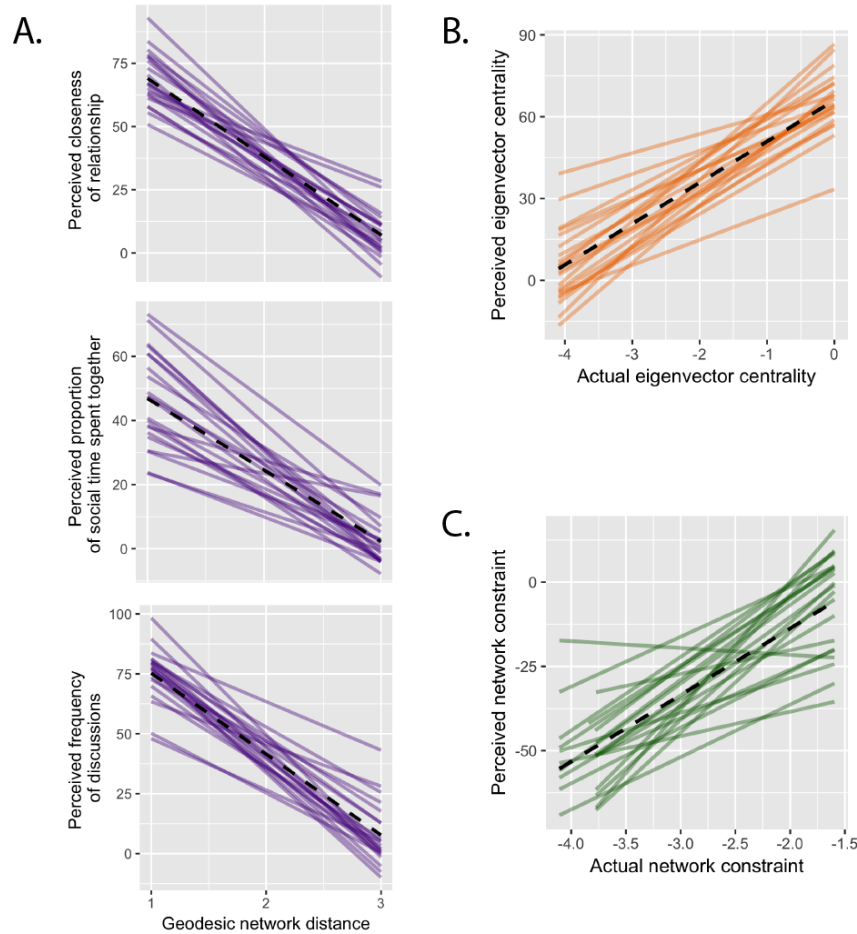 A.
Perceived closeness
of relationship
75
50
25
0
Perceived proportion
of social time spent together
60
40
20
0
Perceived frequency
of discussions
100
75
50
25
0
1 2 3
Geodesic network distance
B.
Perceived eigenvector centrality
90
60
30
0
-4 -3 -2 -1 0
Actual eigenvector centrality
C.
Perceived network constraint
0
-25
-50
-4.0 -3.5 -3.0 -2.5 -2.0 -1.5
Actual network constraint